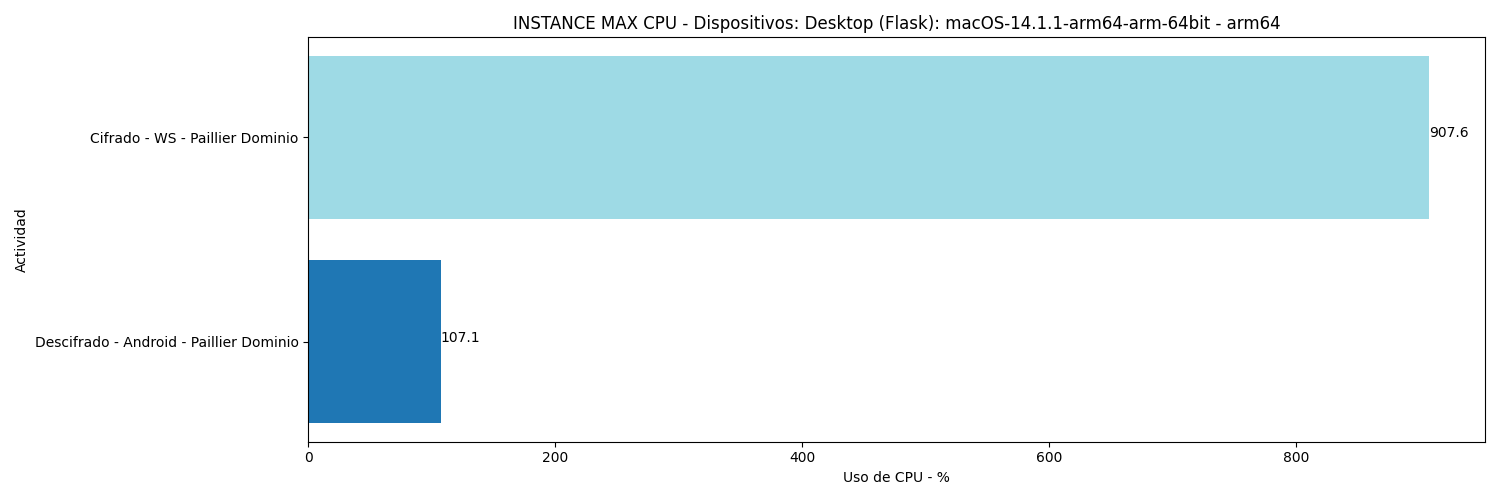 INSTANCE MAX CPU - Dispositivos: Desktop (Flask): macOS-14.1.1-arm64-arm-64bit - arm64
Actividad
Cifrado - WS - Paillier Dominio
907.6
Descifrado - Android - Paillier Dominio
107.1
0 200 400 600 800
Uso de CPU - %